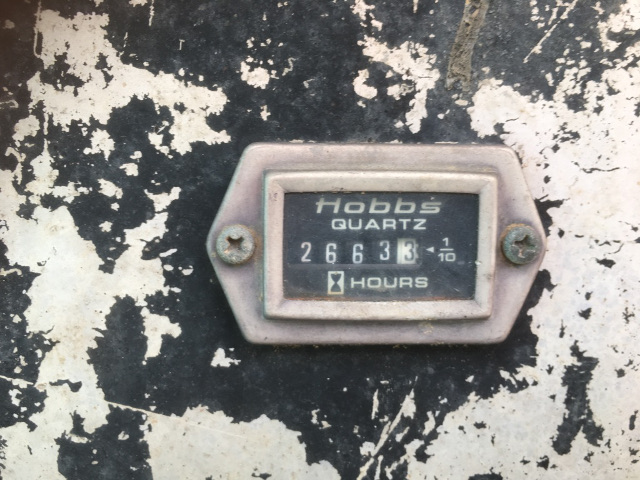 Hobbs
QUARTZ
26633 ◄ 1/10
HOURS